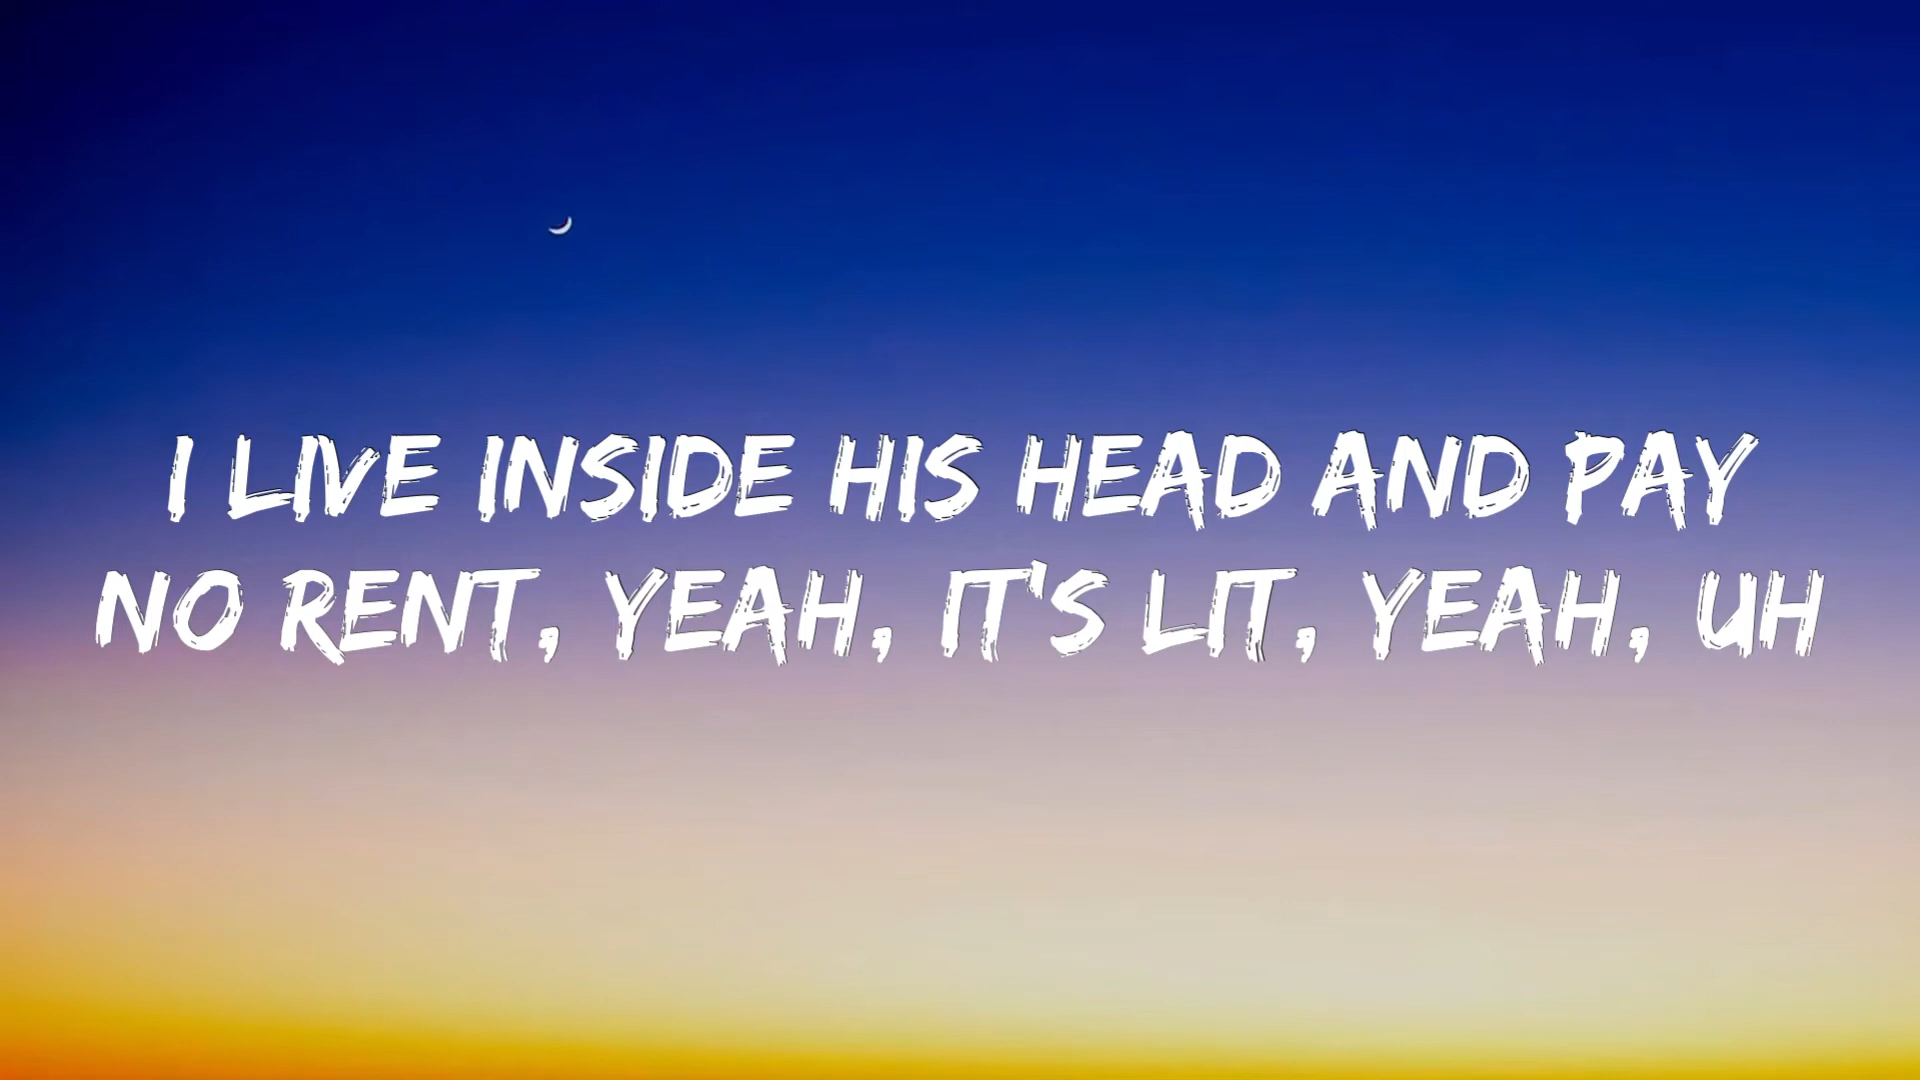 I LIVE INSIDE HIS HEAD AND PAY
NO RENT, YEAH, IT'S LIT, YEAH, UH